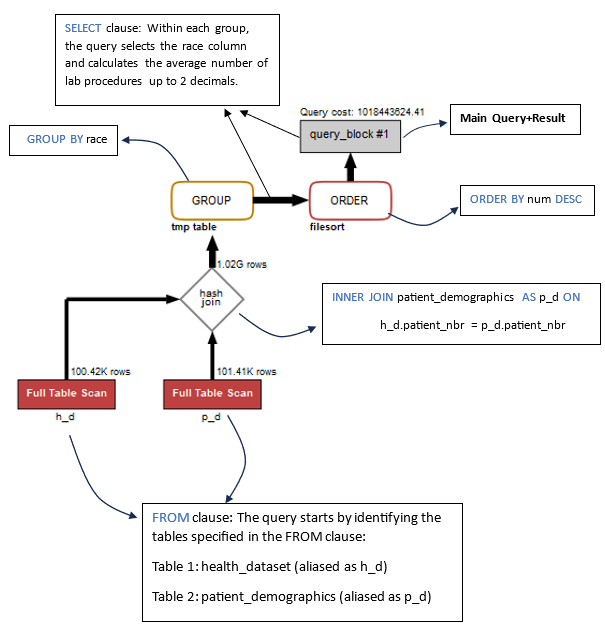 SELECT clause: Within each group,
the query selects the race column
and calculates the average number of
lab procedures up to 2 decimals.
Query cost: 1018443624.41
query_block #1
Main Query+Result
GROUP BY race
GROUP
tmp table
ORDER
filesort
ORDER BY num DESC
1.02G rows
hash
join
INNER JOIN patient_demographics AS p_d ON
h_d.patient_nbr = p_d.patient_nbr
100.42K rows
101.41K rows
Full Table Scan
h_d
Full Table Scan
p_d
FROM clause: The query starts by identifying the
tables specified in the FROM clause:
Table 1: health_dataset (aliased as h_d)
Table 2: patient_demographics (aliased as p_d)